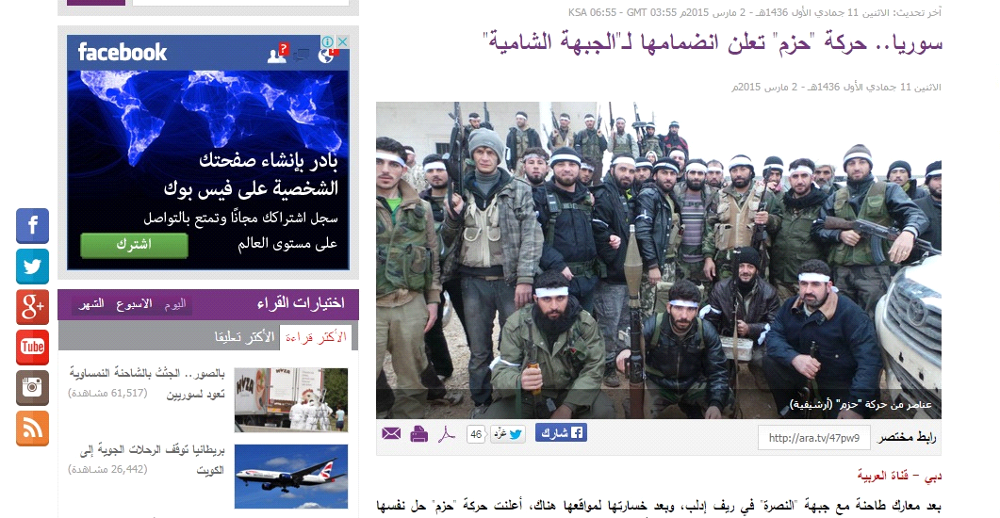 آخر تحديث: الاثنين 11 جمادي الأول 1436هـ - 2 مارس 2015م KSA 06:55 - GMT 03:55
سوريا.. حركة "حزم" تعلن انضمامها لـ"الجبهة الشامية"
الاثنين 11 جمادي الأول 1436هـ - 2 مارس 2015م
عناصر من حركة "حزم" (أرشيفية)
رابط مختصر
http://ara.tv/47pw9
شارك
غرّد
46
دبي - قناة العربية
بعد معارك طاحنة مع جبهة "النصرة" في ريف إدلب، وبعد خسارتها لمواقعها هناك، أعلنت حركة "حزم" حل نفسها
facebook
?
بادر بإنشاء صفحتك
الشخصية على فيس بوك
سجل اشتراكك مجانًا وتمتع بالتواصل
على مستوى العالم
اشترك
اختيارات القراء
اليوم
الاسبوع
الشهر
الأكثر قراءة
الأكثر تعليقا
بالصور.. الجثث بالشاحنة النمساوية
تعود لسوريين
(61,517 مشاهدة)
بريطانيا توقف الرحلات الجوية إلى
الكويت
(26,442 مشاهدة)
f
g+
You
Tube